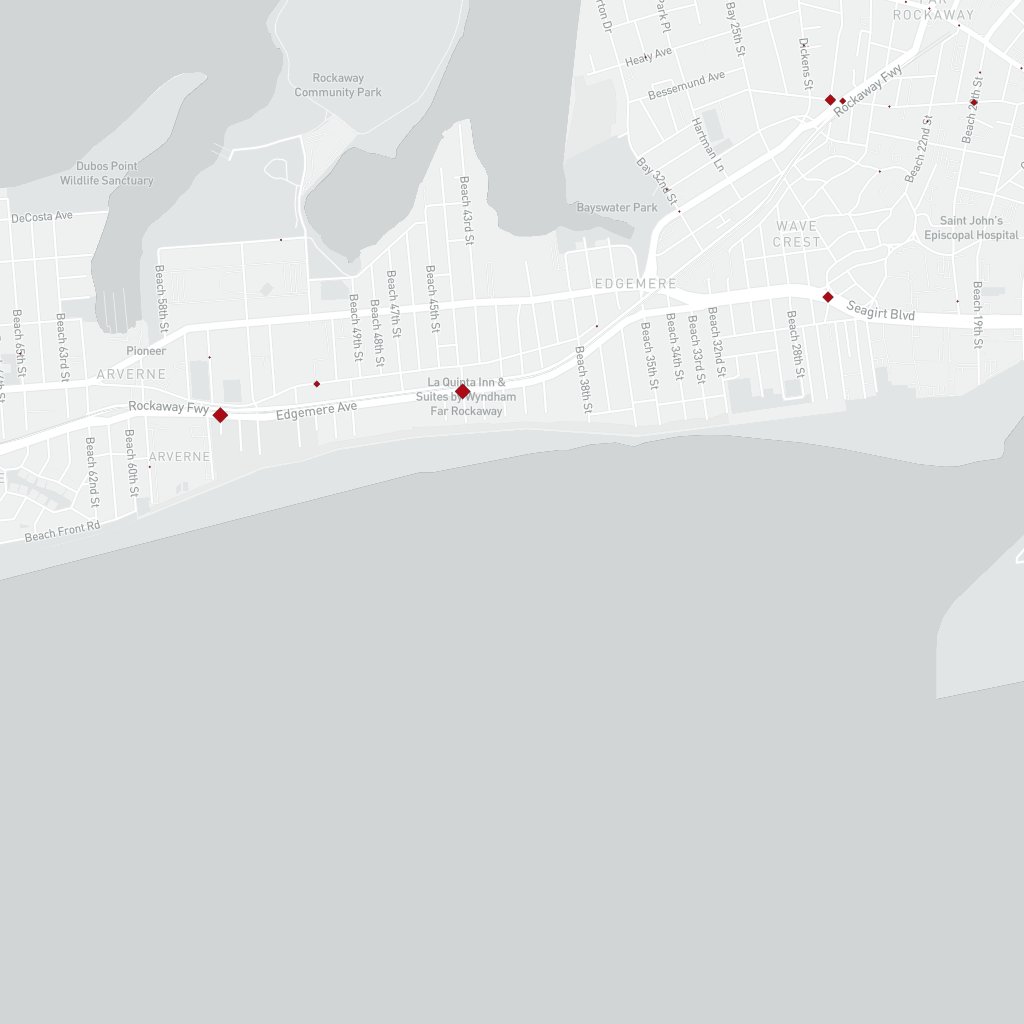 FAR
ROCKAWAY
Park Pl
Bay 25th St
Dickens St
Healy Ave
Bessemund Ave
Rockaway Fwy
Hartman Ln
Beach 22nd St
Bay 32nd St
Rockaway
Community Park
Dubos Point
Wildlife Sanctuary
DeCosta Ave
Beach 43rd St
Bayswater Park
WAVE
CREST
Saint John's
Episcopal Hospital
EDGEMERE
Seagirt Blvd
Beach 19th St
Beach 58th St
Beach 47th St
Beach 45th St
Beach 49th St
Beach 48th St
Beach 65th St
Beach 63rd St
Beach 38th St
Beach 35th St
Beach 34th St
Beach 33rd St
Beach 32nd St
Beach 28th St
Pioneer
ARVERNE
La Quinta Inn &
Suites by Wyndham
Far Rockaway
Rockaway Fwy
Edgemere Ave
ARVERNE
Beach 62nd St
Beach 60th St
Beach Front Rd